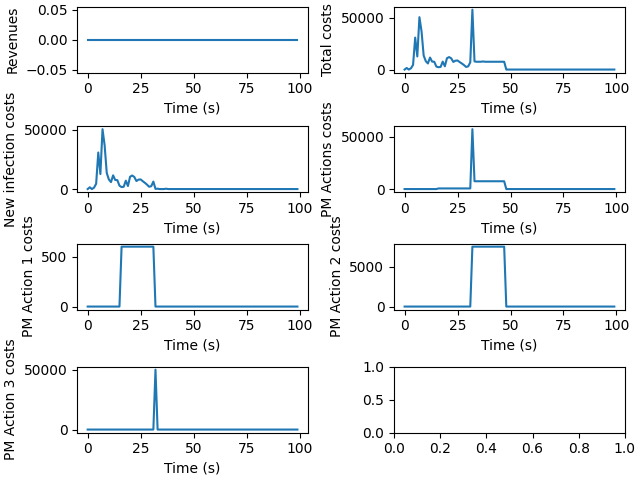 Revenues
0.05
0.00
−0.05
0 25 50 75 100
Time (s)
Total costs
50000
0
0 25 50 75 100
Time (s)
New infection costs
50000
0
0 25 50 75 100
Time (s)
PM Actions costs
50000
0
0 25 50 75 100
Time (s)
PM Action 1 costs
500
0
0 25 50 75 100
Time (s)
PM Action 2 costs
5000
0
0 25 50 75 100
Time (s)
PM Action 3 costs
50000
0
0 25 50 75 100
Time (s)
1.0
0.5
0.0
0.0 0.2 0.4 0.6 0.8 1.0